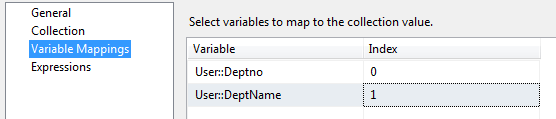 General
Collection
Variable Mappings
Expressions
Select variables to map to the collection value.
Variable Index
User::Deptno 0
User::DeptName 1